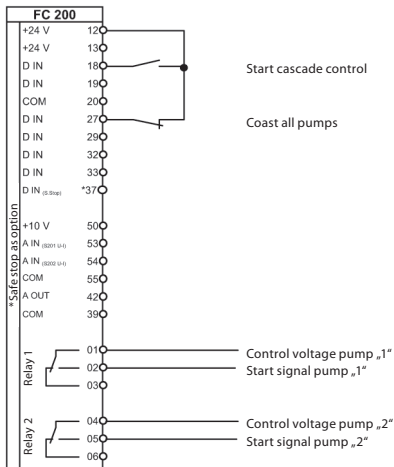 FC 200
+24 V 12
+24 V 13
D IN 18
Start cascade control
D IN 19
COM 20
D IN 27
Coast all pumps
D IN 29
D IN 32
D IN 33
D IN (S.Stop) *37
*Safe stop as option
+10 V 50
A IN (S201 U-I) 53
A IN (S202 U-I) 54
COM 55
A OUT 42
COM 39
Relay 1
01 Control voltage pump „1“
02 Start signal pump „1“
03
Relay 2
04 Control voltage pump „2“
05 Start signal pump „2“
06